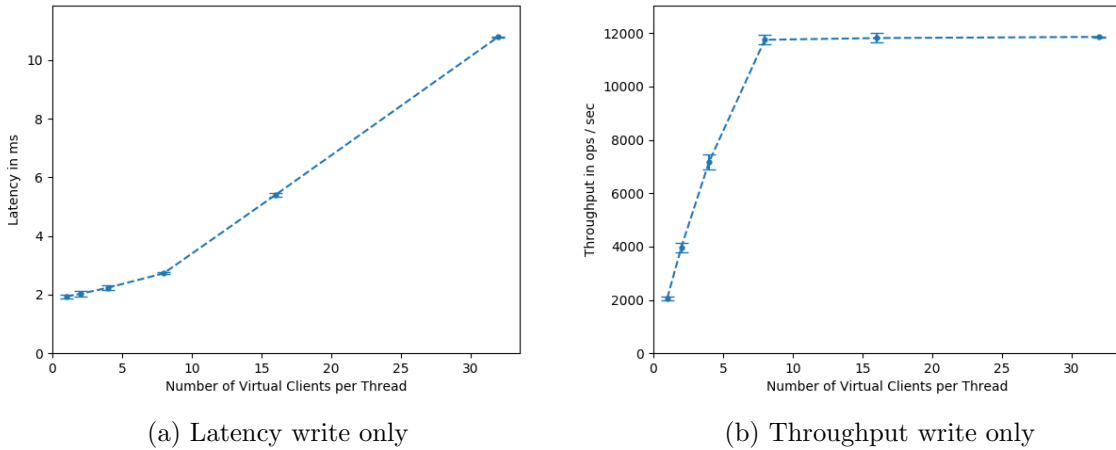 10
8
6
4
2
0
Latency in ms
0 5 10 15 20 25 30
Number of Virtual Clients per Thread
(a) Latency write only
12000
10000
8000
6000
4000
2000
0
Throughput in ops / sec
0 5 10 15 20 25 30
Number of Virtual Clients per Thread
(b) Throughput write only